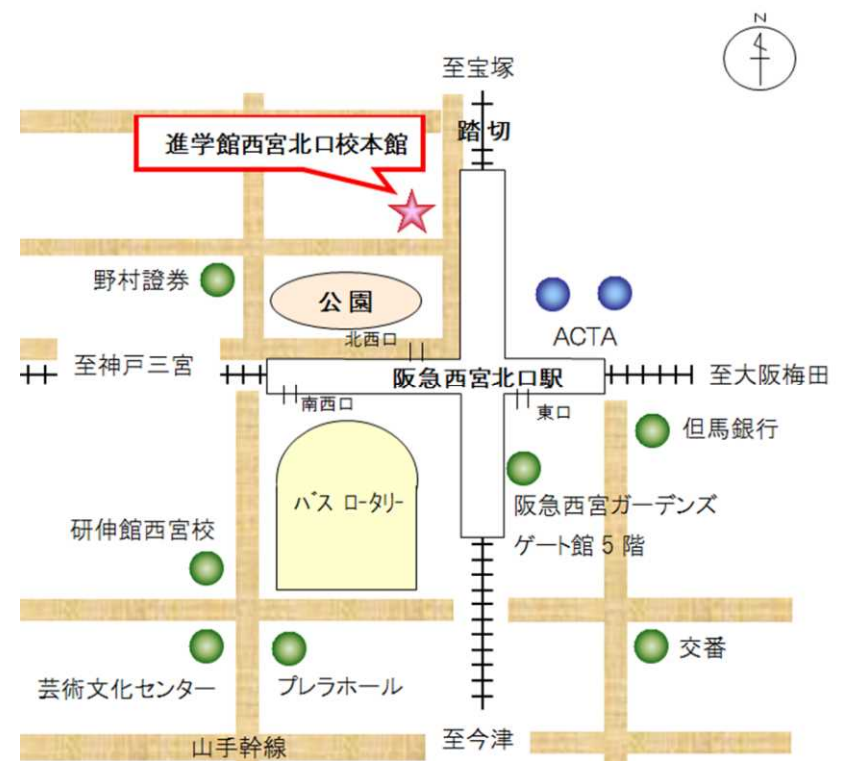 N
至宝塚
踏切
進学館西宮北口校本館
野村證券
公園
北西口
ACTA
至神戸三宮
阪急西宮北口駅
至大阪梅田
南西口
東口
但馬銀行
バス ロータリー
阪急西宮ガーデンズ
ゲート館 5 階
研伸館西宮校
交番
芸術文化センター
プレラホール
山手幹線
至今津